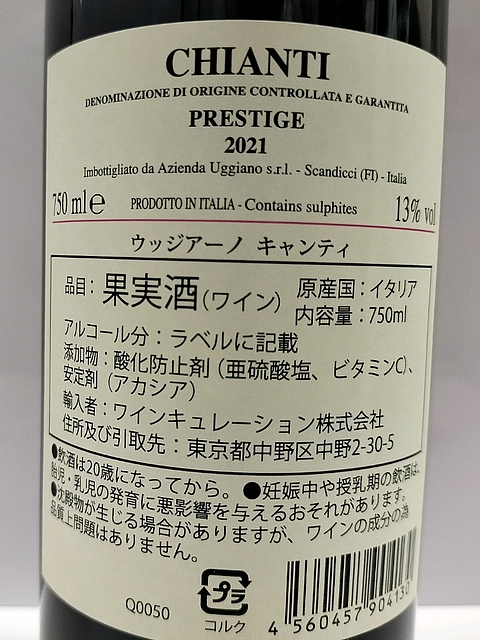 CHIANTI
DENOMINAZIONE DI ORIGINE CONTROLLATA E GARANTITA
PRESTIGE
2021
Imbottigliato da Azienda Uggiano s.r.l. - Scandicci (FI) - Italia
750 ml e PRODOTTO IN ITALIA - Contains sulphites 13% vol
ウッジアーノ キャンティ
品目：果実酒（ワイン） 原産国：イタリア
内容量：750ml
アルコール分：ラベルに記載
添加物：酸化防止剤（亜硫酸塩、ビタミンC）、
安定剤（アカシア）
輸入者：ワインキュレーション株式会社
住所及び引取先：東京都中野区中野2-30-5
●飲酒は20歳になってから。 ●妊娠中や授乳期の飲酒は、
胎児・乳児の発育に悪影響を与えるおそれがあります。
●沈殿物が生じる場合がありますが、ワインの成分の為
品質上問題はありません。
Q0050
プラ
コルク
4 560457 904130